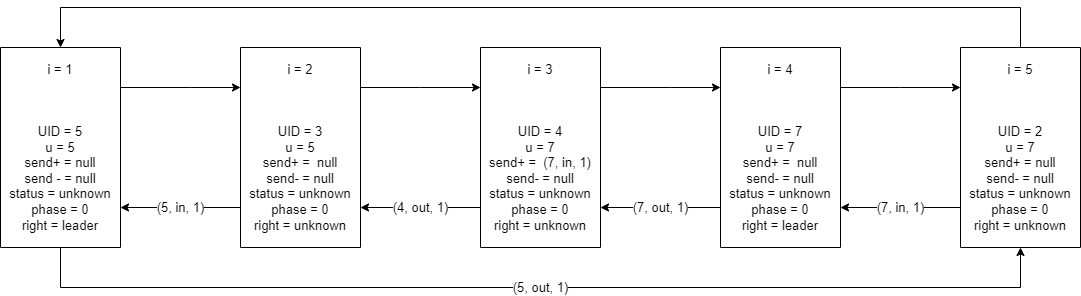 i = 1
UID = 5
u = 5
send+ = null
send - = null
status = unknown
phase = 0
right = leader
(5, in, 1)
i = 2
UID = 3
u = 5
send+ =  null
send- = null
status = unknown
phase = 0
right = unknown
(4, out, 1)
i = 3
UID = 4
u = 7
send+ =  (7, in, 1)
send- = null
status = unknown
phase = 0
right = unknown
(7, out, 1)
i = 4
UID = 7
u = 7
send+ =  null
send- = null
status = unknown
phase = 0
right = leader
(7, in, 1)
i = 5
UID = 2
u = 7
send+ = null
send- = null
status = unknown
phase = 0
right = unknown
(5, out, 1)